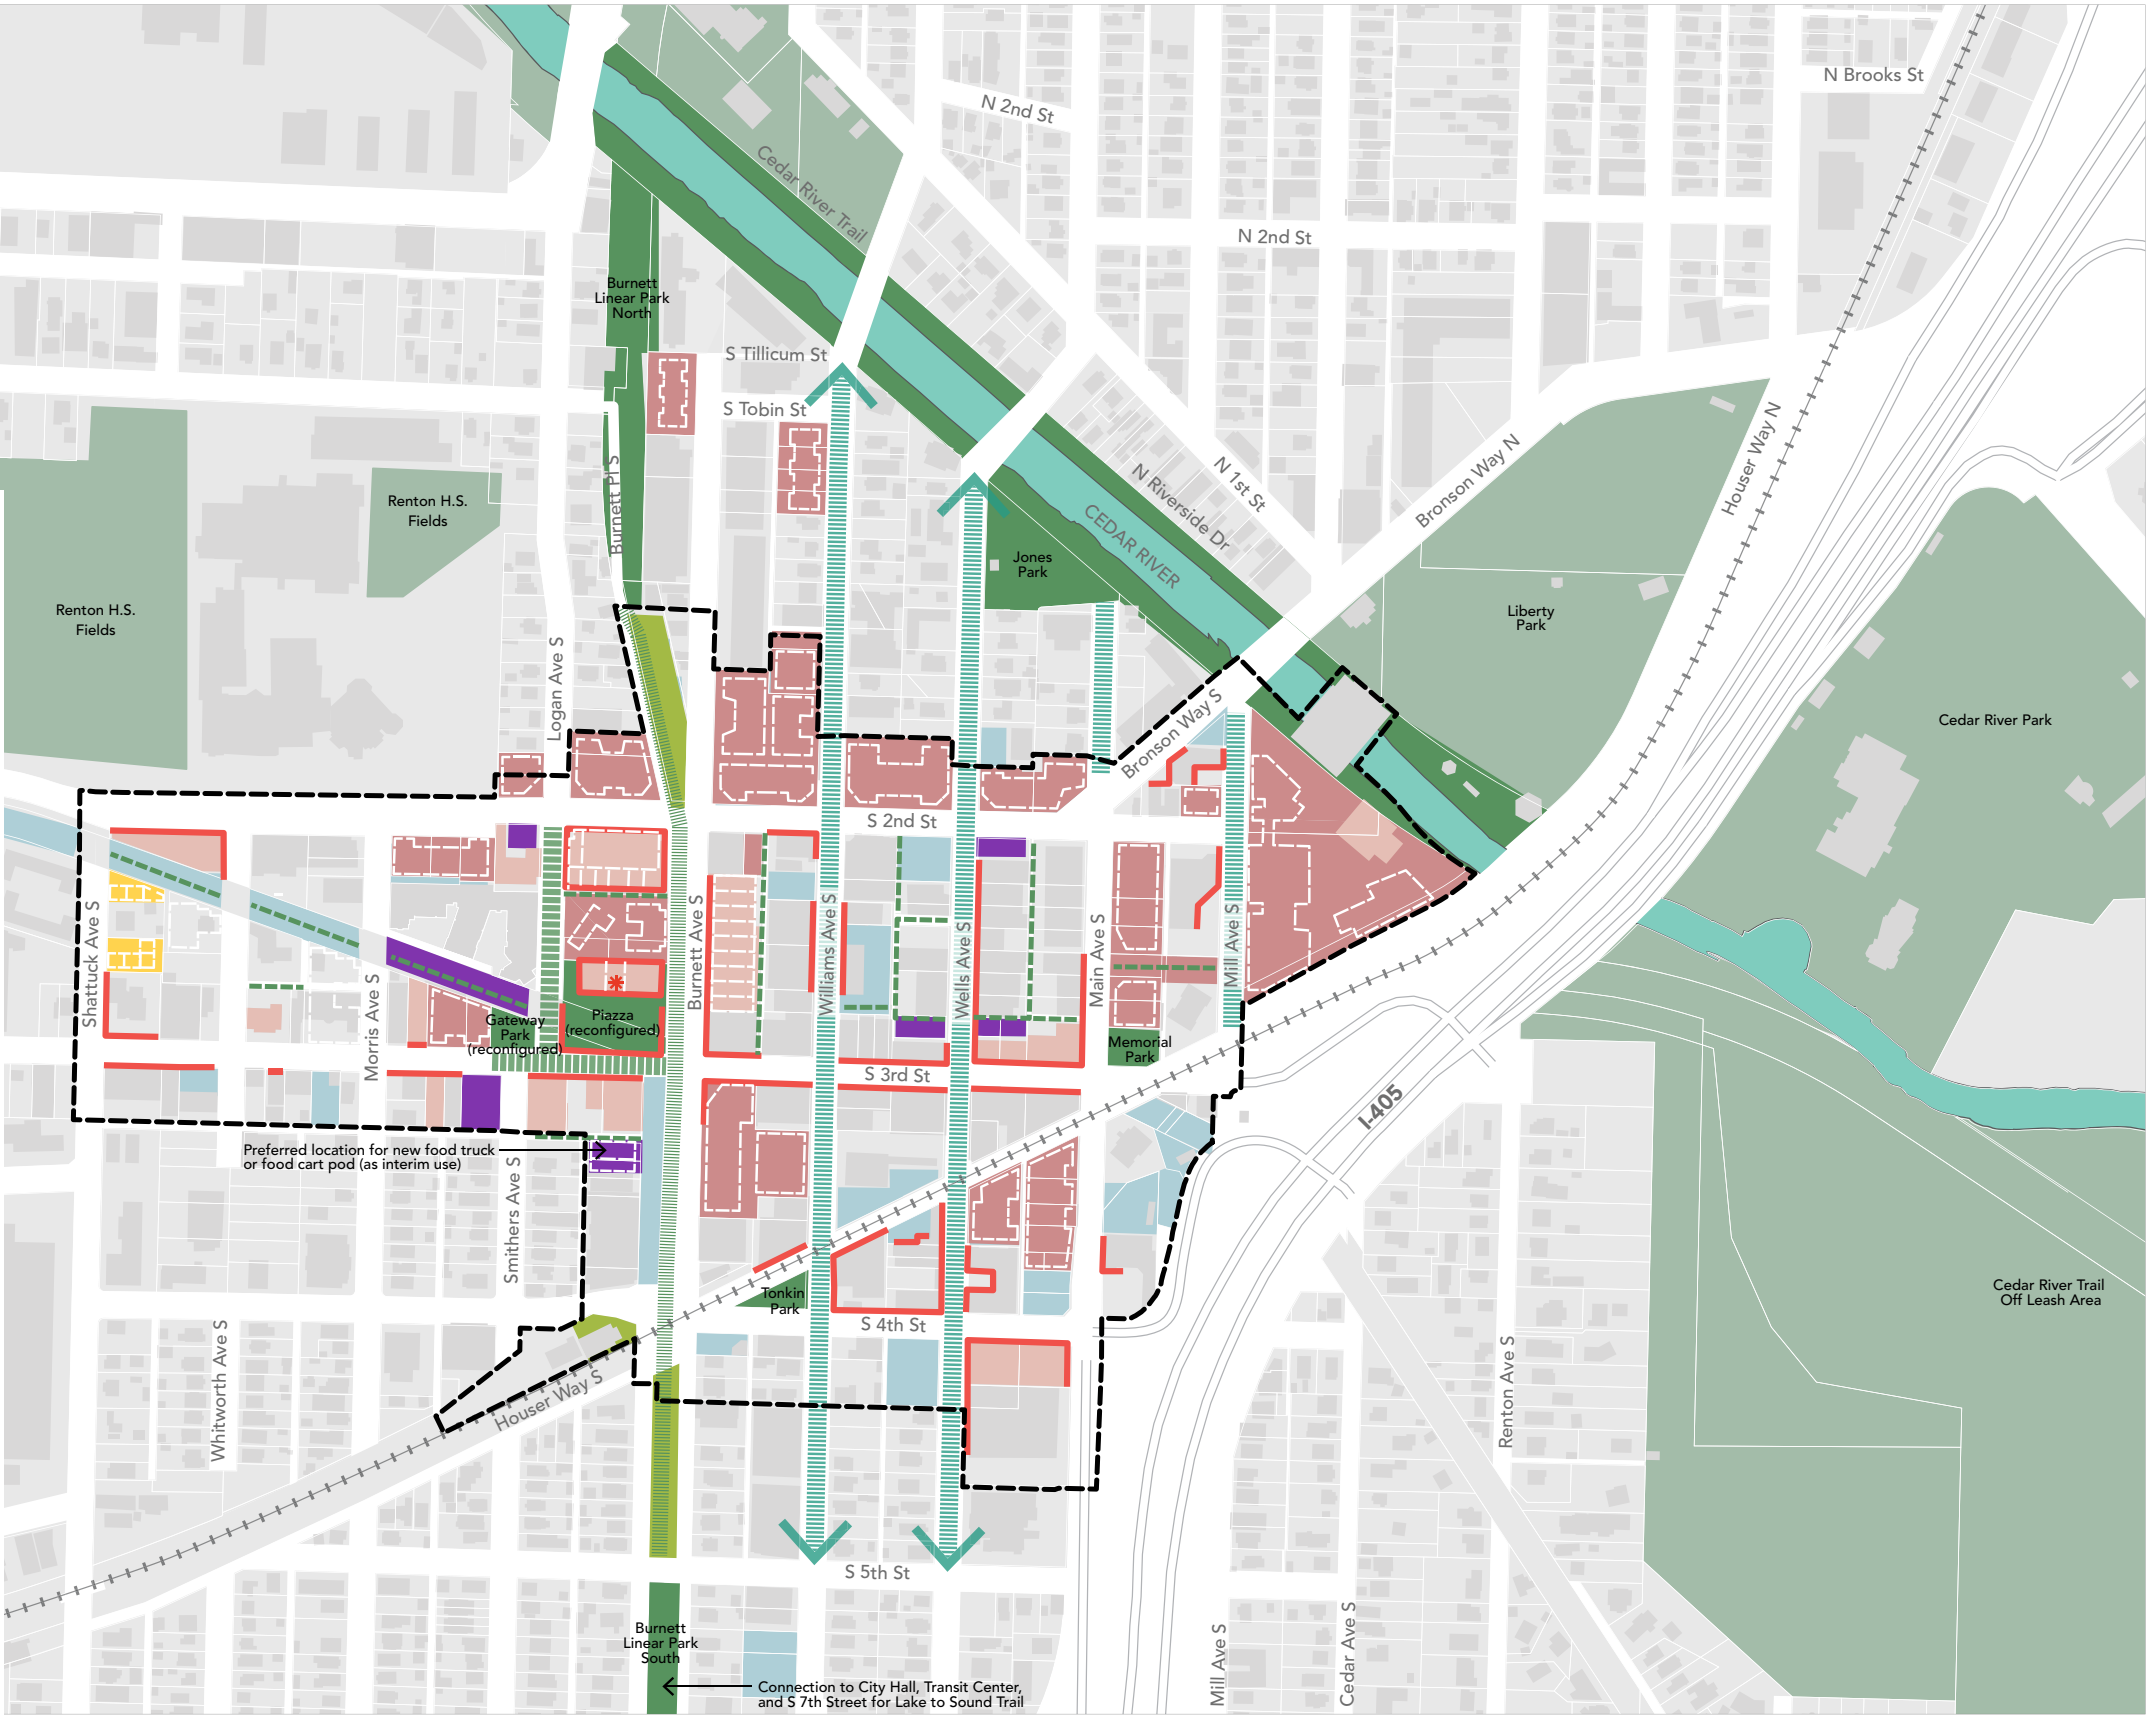 N Brooks St
N 2nd St
Cedar River Trail
N 2nd St
Burnett
Linear Park
North
S Tillicum St
S Tobin St
Houser Way N
Bronson Way N
N 1st St
N Riverside Dr
CEDAR RIVER
Renton H.S.
Fields
Burnett Pl S
Jones
Park
Renton H.S.
Fields
Liberty
Park
Logan Ave S
Cedar River Park
Bronson Way S
S 2nd St
Shattuck Ave S
Morris Ave S
Burnett Ave S
Williams Ave S
Wells Ave S
Main Ave S
Mill Ave S
Gateway
Park
(reconfigured)
Piazza
(reconfigured)
Memorial
Park
S 3rd St
I-405
Preferred location for new food truck
or food cart pod (as interim use)
Smithers Ave S
Tonkin
Park
S 4th St
Cedar River Trail
Off Leash Area
Whitworth Ave S
Houser Way S
Renton Ave S
S 5th St
Burnett
Linear Park
South
Mill Ave S
Cedar Ave S
Connection to City Hall, Transit Center,
and S 7th Street for Lake to Sound Trail